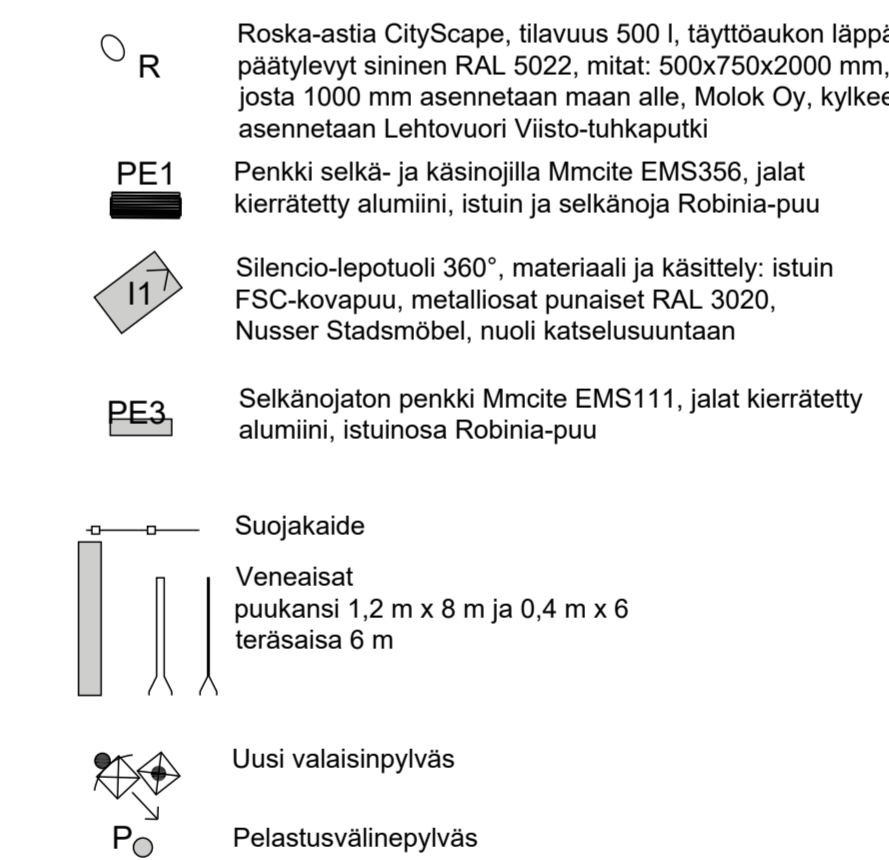 R
Roska-astia CityScape, tilavuus 500 l, täyttöaukon läppä
päätylevyt sininen RAL 5022, mitat: 500x750x2000 mm,
josta 1000 mm asennetaan maan alle, Molok Oy, kylkee
asennetaan Lehtovuori Viisto-tuhkaputki
PE1
Penkki selkä- ja käsinojilla Mmcite EMS356, jalat
kierrätetty alumiini, istuin ja selkänoja Robinia-puu
I1
Silencio-lepotuoli 360°, materiaali ja käsittely: istuin
FSC-kovapuu, metalliosat punaiset RAL 3020,
Nusser Stadsmöbel, nuoli katselusuuntaan
PE3
Selkänojaton penkki Mmcite EMS111, jalat kierrätetty
alumiini, istuinosa Robinia-puu
Suojakaide
Veneaisat
puukansi 1,2 m x 8 m ja 0,4 m x 6
teräsaisa 6 m
Uusi valaisinpylväs
P
Pelastusvälinepylväs